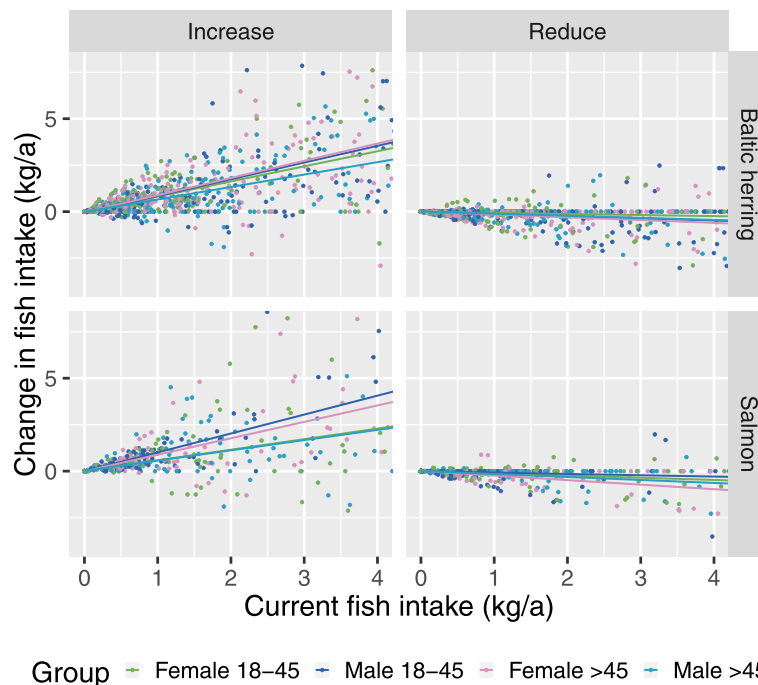 Increase Reduce
Change in fish intake (kg/a)
5
0
Baltic herring
5
0
Salmon
0 1 2 3 4 0 1 2 3 4
Current fish intake (kg/a)
Group Female 18−45 Male 18−45 Female >45 Male >45